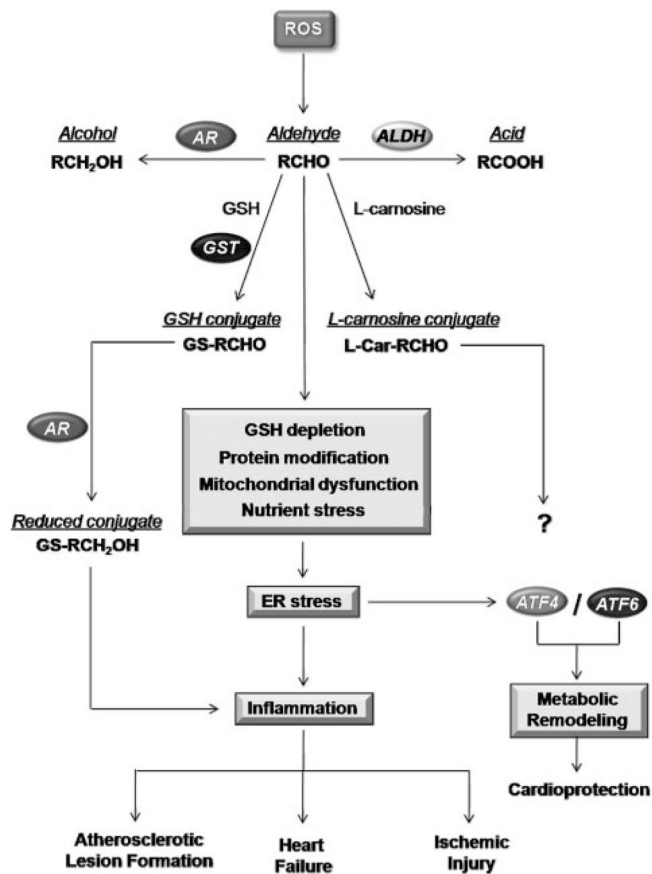 ROS
Alcohol
AR
Aldehyde
ALDH
Acid
RCH₂OH
RCHO
RCOOH
GSH
L-carnosine
GST
GSH conjugate
L-carnosine conjugate
GS-RCHO
L-Car-RCHO
AR
GSH depletion
Protein modification
Mitochondrial dysfunction
Nutrient stress
Reduced conjugate
?
GS-RCH₂OH
ER stress
ATF4 / ATF6
Inflammation
Metabolic
Remodeling
Cardioprotection
Atherosclerotic
Lesion Formation
Heart
Failure
Ischemic
Injury